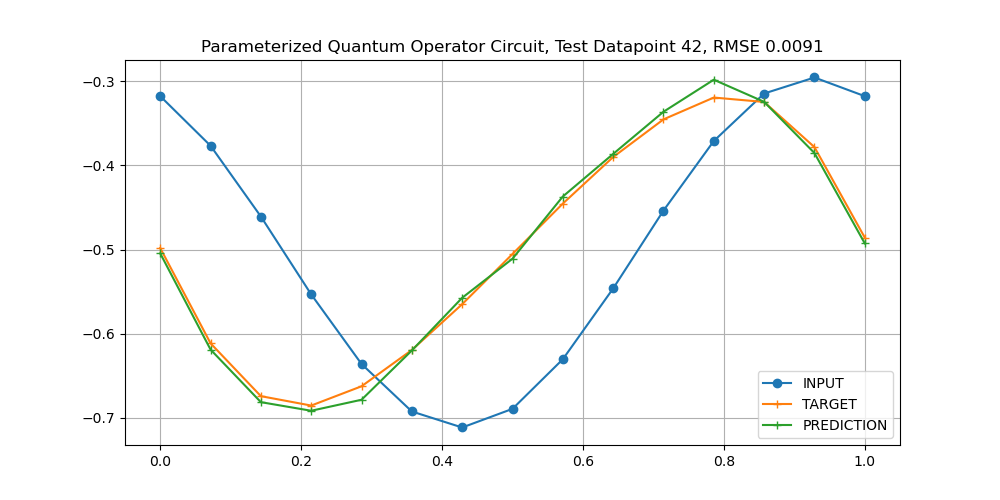 Parameterized Quantum Operator Circuit, Test Datapoint 42, RMSE 0.0091
−0.3
−0.4
−0.5
−0.6
−0.7
INPUT
TARGET
PREDICTION
0.0 0.2 0.4 0.6 0.8 1.0